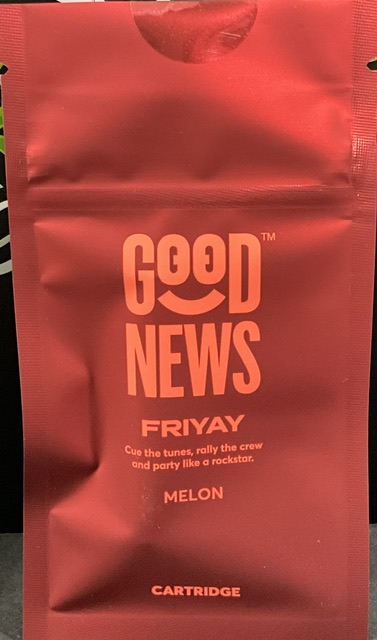 GOOD™
NEWS
FRIYAY
Cue the tunes, rally the crew
and party like a rockstar.
MELON
CARTRIDGE